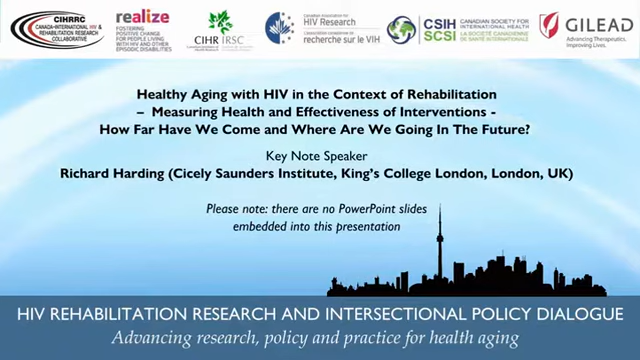 CIHRRC
CANADA-INTERNATIONAL HIV &
REHABILITATION RESEARCH
COLLABORATIVE
realize
FOSTERING
POSITIVE CHANGE
FOR PEOPLE LIVING
WITH HIV AND OTHER
EPISODIC DISABILITIES
CIHR IRSC
Canadian Association for
HIV Research
L'Association canadienne de
recherche sur le VIH
CSIH
SCSI
CANADIAN SOCIETY FOR
INTERNATIONAL HEALTH
LA SOCIÉTÉ CANADIENNE
DE SANTÉ INTERNATIONALE
GILEAD
Advancing Therapeutics.
Improving Lives.
Healthy Aging with HIV in the Context of Rehabilitation
– Measuring Health and Effectiveness of Interventions -
How Far Have We Come and Where Are We Going In The Future?
Key Note Speaker
Richard Harding (Cicely Saunders Institute, King's College London, London, UK)
Please note: there are no PowerPoint slides
embedded into this presentation
HIV REHABILITATION RESEARCH AND INTERSECTIONAL POLICY DIALOGUE
Advancing research, policy and practice for health aging